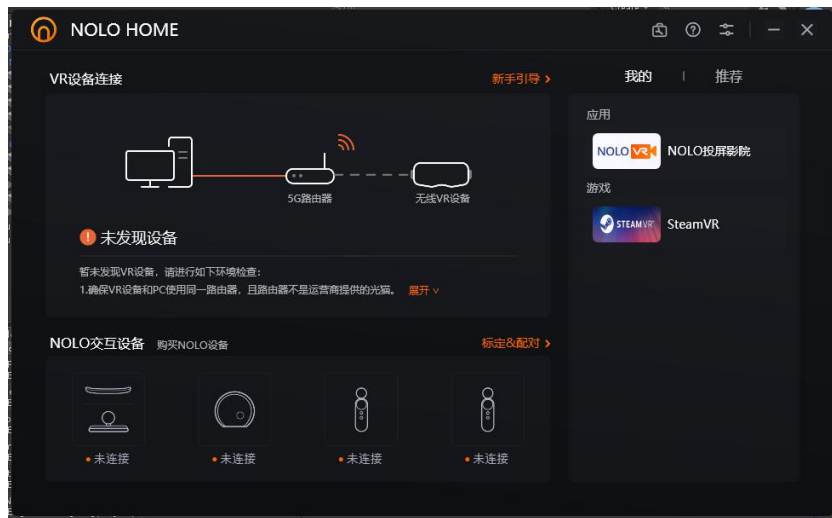 NOLO HOME
VR设备连接
新手引导 >
5G路由器
无线VR设备
未发现设备
暂未发现VR设备，请进行如下环境检查：
1.确保VR设备和PC使用同一路由器，且路由器不是运营商提供的光猫。 展开
NOLO交互设备 购买NOLO设备
标定&配对 >
未连接
未连接
未连接
未连接
我的 | 推荐
应用
NOLO VR NOLO投屏影院
游戏
STEAMVR SteamVR